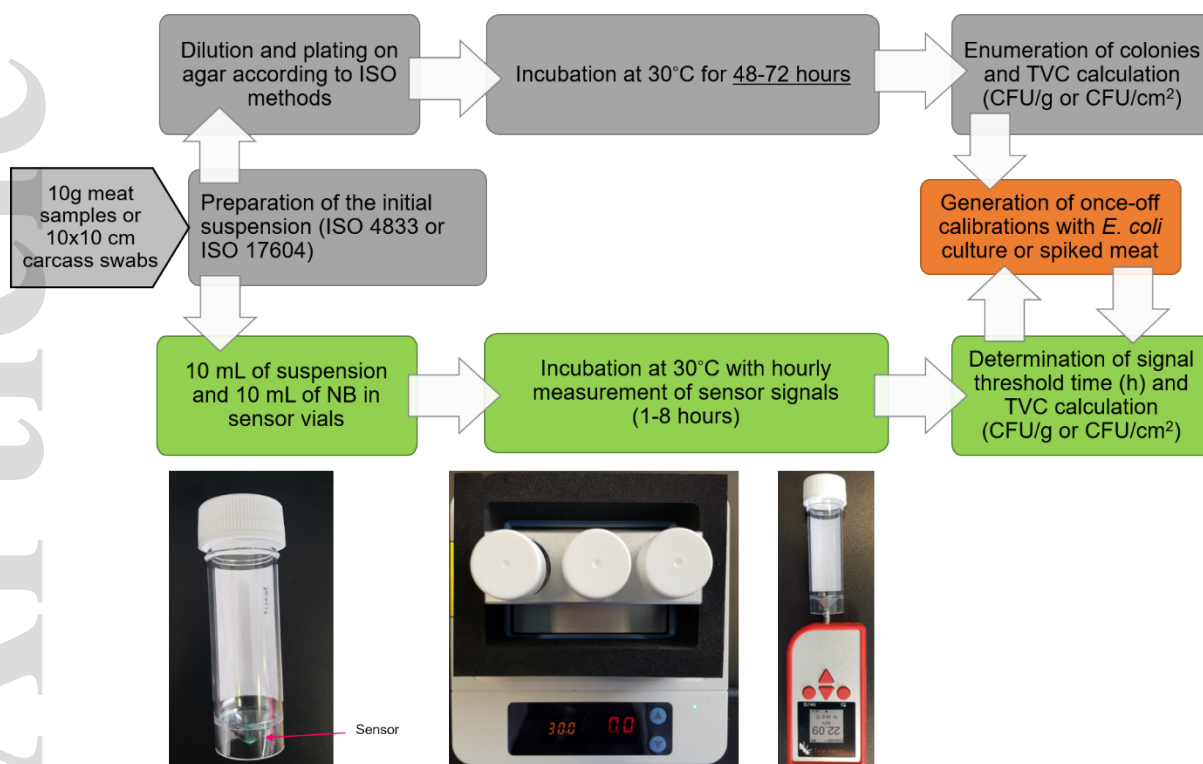 Dilution and plating on
agar according to ISO
methods
Incubation at 30°C for 48-72 hours
Enumeration of colonies
and TVC calculation
(CFU/g or CFU/cm²)
10g meat
samples or
10x10 cm
carcass swabs
Preparation of the initial
suspension (ISO 4833 or
ISO 17604)
Generation of once-off
calibrations with E. coli
culture or spiked meat
10 mL of suspension
and 10 mL of NB in
sensor vials
Incubation at 30°C with hourly
measurement of sensor signals
(1-8 hours)
Determination of signal
threshold time (h) and
TVC calculation
(CFU/g or CFU/cm²)
Sensor
30.0 0.0
22.09